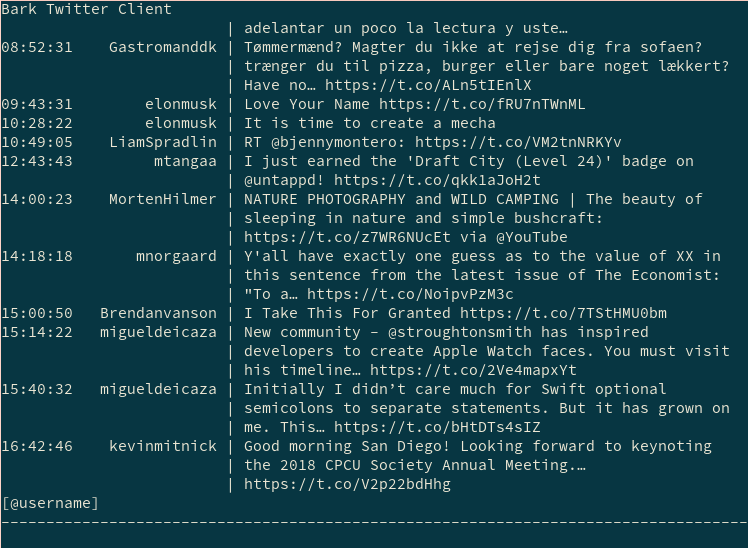 Bark Twitter Client
| adelantar un poco la lectura y uste…
08:52:31 Gastromanddk | Tømmermænd? Magter du ikke at rejse dig fra sofaen?
| trænger du til pizza, burger eller bare noget lækkert?
| Have no… https://t.co/ALn5tIEnlX
09:43:31 elonmusk | Love Your Name https://t.co/fRU7nTWnML
10:28:22 elonmusk | It is time to create a mecha
10:49:05 LiamSpradlin | RT @bjennymontero: https://t.co/VM2tnNRKYv
12:43:43 mtangaa | I just earned the 'Draft City (Level 24)' badge on
| @untappd! https://t.co/qkk1aJoH2t
14:00:23 MortenHilmer | NATURE PHOTOGRAPHY and WILD CAMPING | The beauty of
| sleeping in nature and simple bushcraft:
| https://t.co/z7WR6NUcEt via @YouTube
14:18:18 mnorgaard | Y'all have exactly one guess as to the value of XX in
| this sentence from the latest issue of The Economist:
| "To a… https://t.co/NoipvPzM3c
15:00:50 Brendanvanson | I Take This For Granted https://t.co/7TStHMU0bm
15:14:22 migueldeicaza | New community – @stroughtonsmith has inspired
| developers to create Apple Watch faces. You must visit
| his timeline… https://t.co/2Ve4mapxYt
15:40:32 migueldeicaza | Initially I didn’t care much for Swift optional
| semicolons to separate statements. But it has grown on
| me. This… https://t.co/bHtDTs4sIZ
16:42:46 kevinmitnick | Good morning San Diego! Looking forward to keynoting
| the 2018 CPCU Society Annual Meeting.…
| https://t.co/V2p22bdHhg
[@username]
-----------------------------------------------------------------------------------